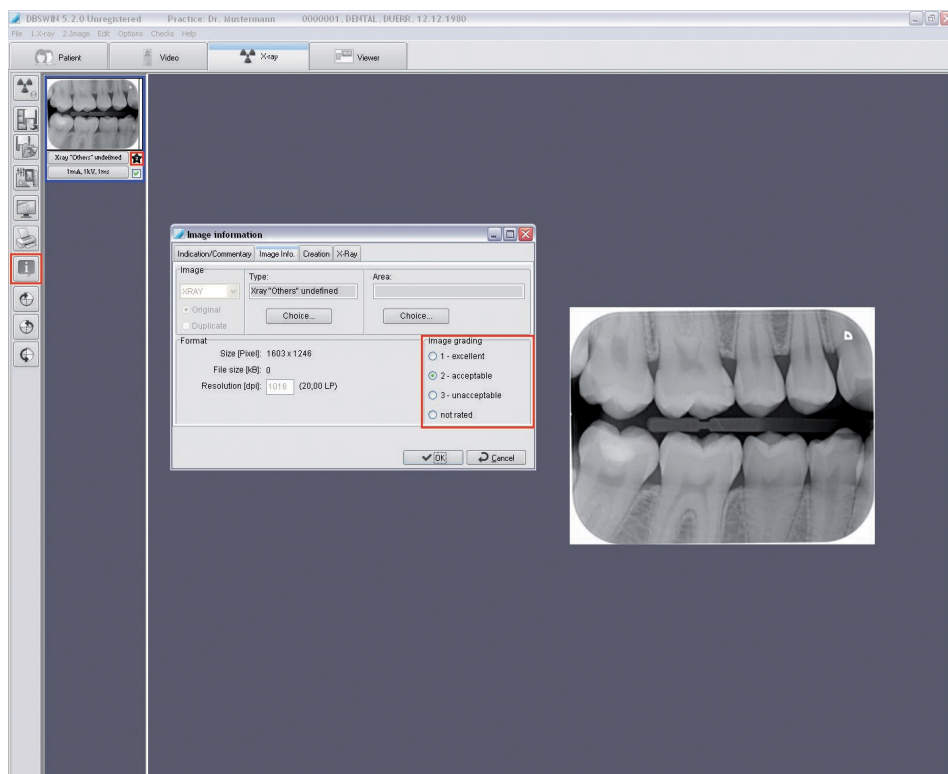 DBSWIN 5.2.0 Unregistered Practice: Dr. Mustermann 0000001, DENTAL, DUERR, 12.12.1980
File 1.X-ray 2.Image Edit Options Checks Help
Patient Video X-ray Viewer
Xray "Others" undefined 2
1mA, 1kV, 1ms
Image information
Indication/Commentary Image Info. Creation X-Ray
Image Type: Area:
XRAY Xray "Others" undefined
Original
Choice... Choice...
Duplicate
Format Image grading
Size [Pixel]: 1603 x 1246 1 - excellent
File size [kB]: 0 2 - acceptable
Resolution [dpi]: 1016 (20,00 LP) 3 - unacceptable
not rated
OK Cancel